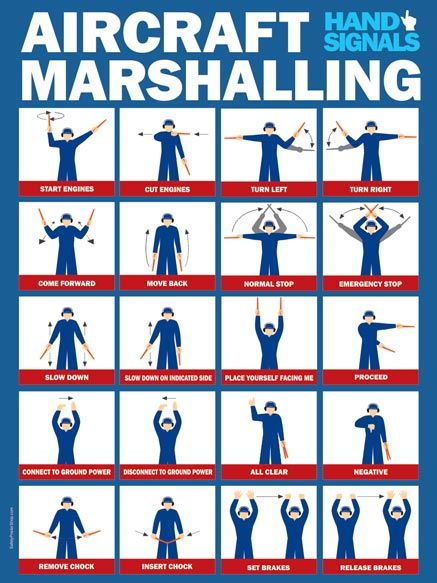 AIRCRAFT HAND
SIGNALS
MARSHALLING
START ENGINES
CUT ENGINES
TURN LEFT
TURN RIGHT
COME FORWARD
MOVE BACK
NORMAL STOP
EMERGENCY STOP
SLOW DOWN
SLOW DOWN ON INDICATED SIDE
PLACE YOURSELF FACING ME
PROCEED
CONNECT TO GROUND POWER
DISCONNECT TO GROUND POWER
ALL CLEAR
NEGATIVE
REMOVE CHOCK
INSERT CHOCK
SET BRAKES
RELEASE BRAKES
SafetyPosterShop.com